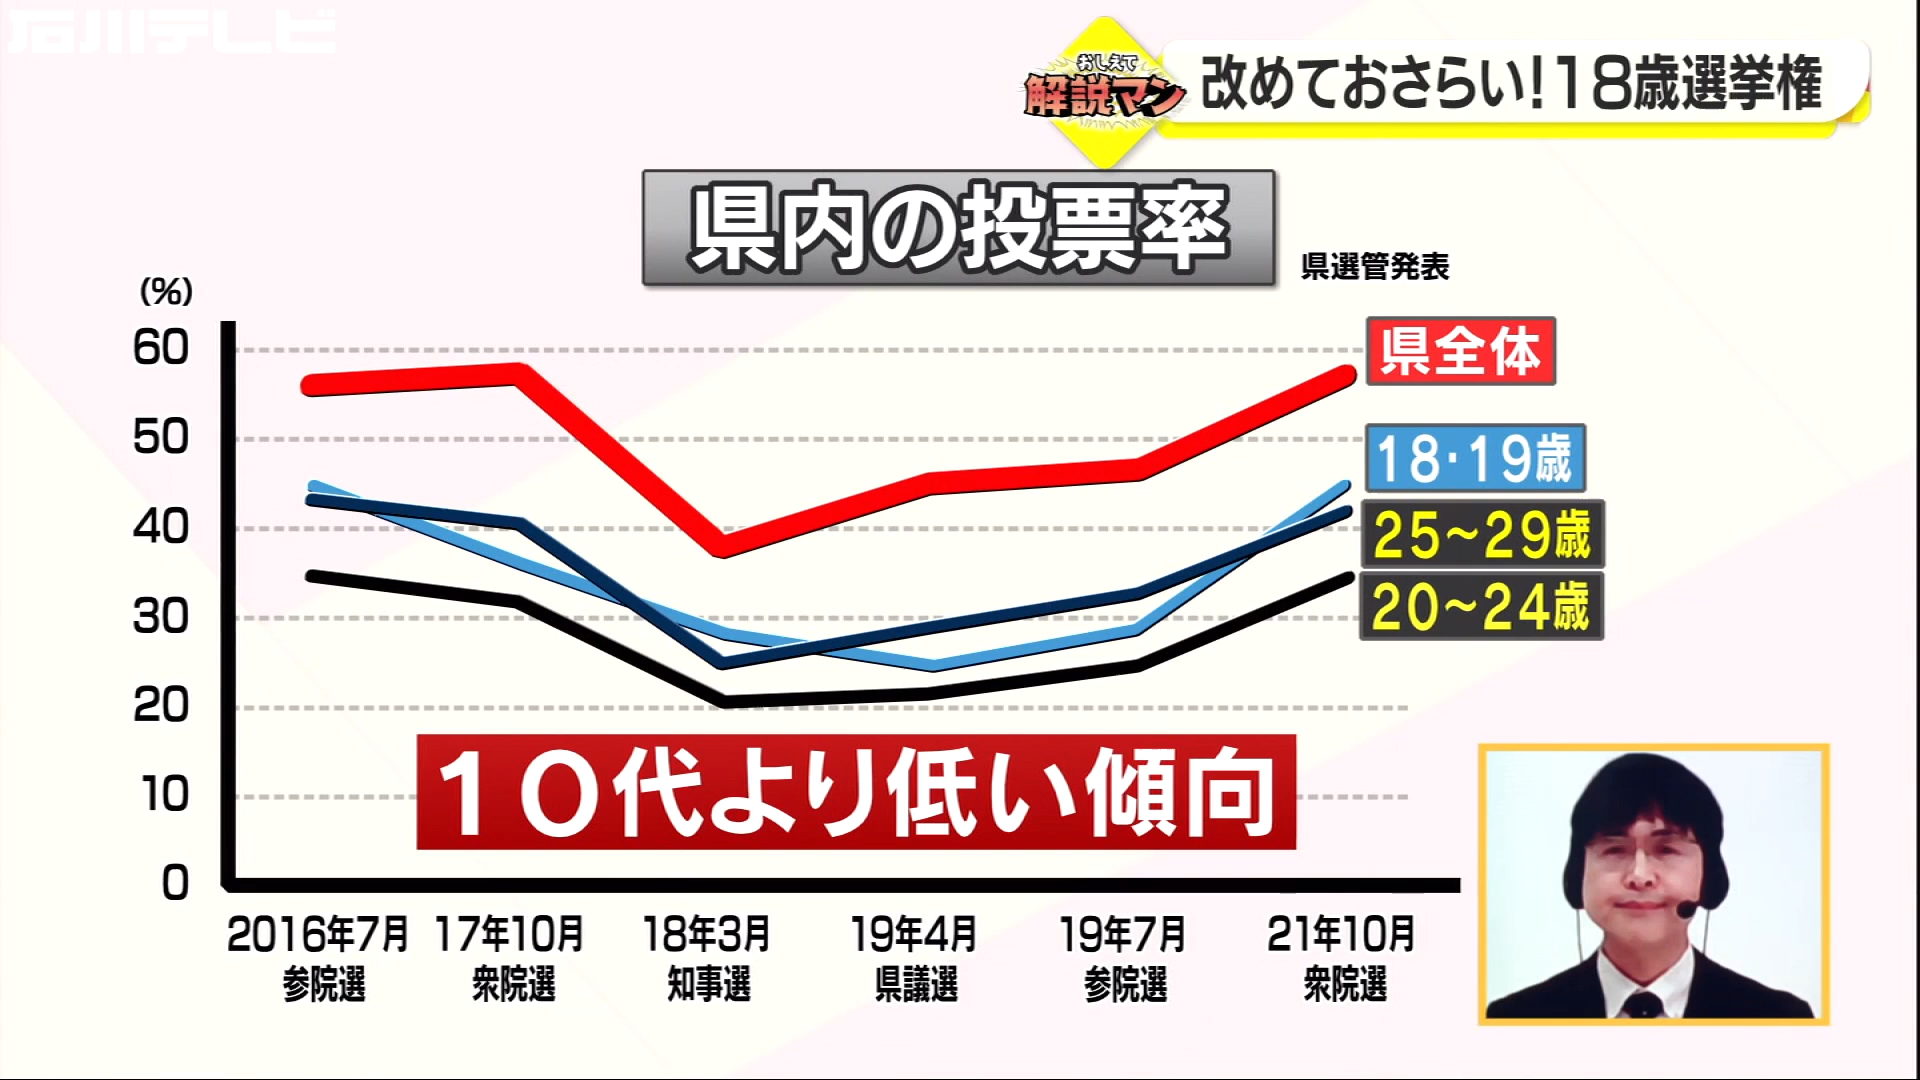 石川テレビ
おしえて
解説マン
改めておさらい!18歳選挙権
県内の投票率
県選管発表
(%)
60
50
40
30
20
10
0
県全体
18・19歳
25~29歳
20~24歳
10代より低い傾向
2016年7月
参院選
17年10月
衆院選
18年3月
知事選
19年4月
県議選
19年7月
参院選
21年10月
衆院選